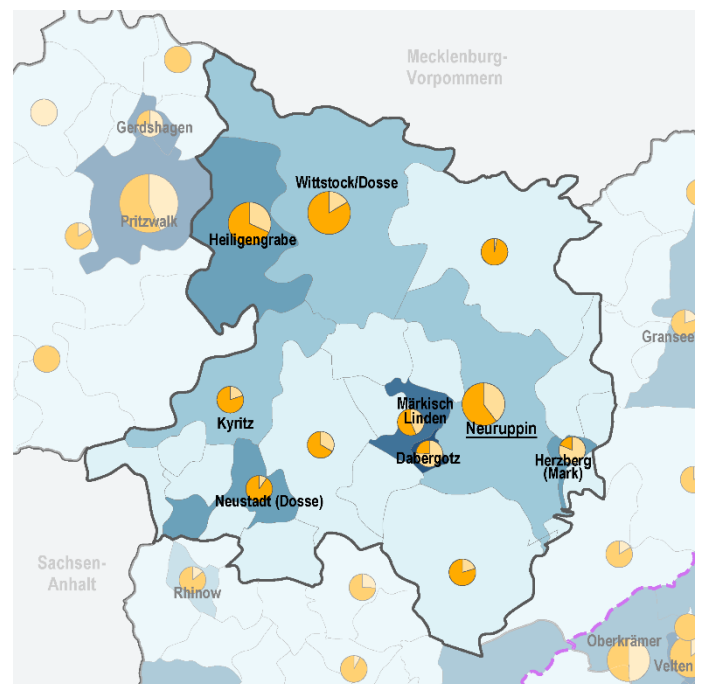 Mecklenburg-
Vorpommern
Gerdshagen
Wittstock/Dosse
Pritzwalk
Heiligengrabe
Gransee
Märkisch
Linden
Kyritz
Neuruppin
Dabergotz
Herzberg
(Mark)
Neustadt (Dosse)
Sachsen-
Anhalt
Rhinow
Oberkrämer
Velten